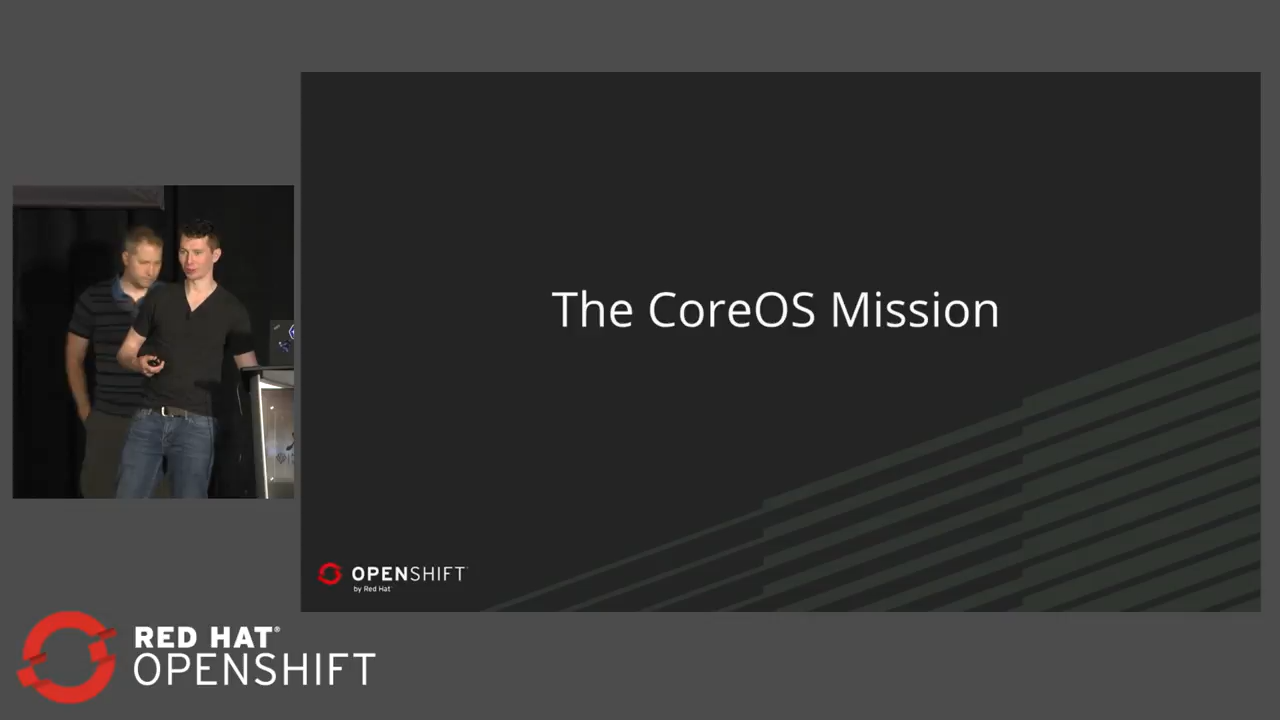 The CoreOS Mission
OPENSHIFT
by Red Hat
RED HAT®
OPENSHIFT